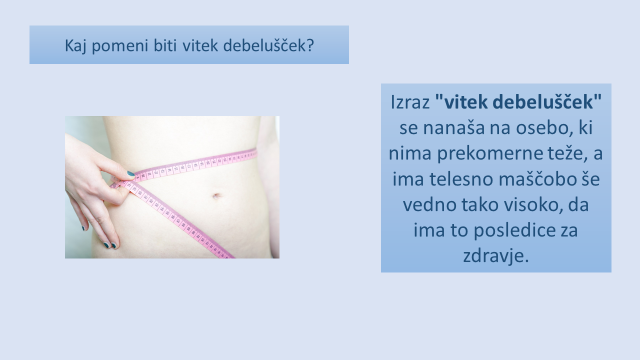 Kaj pomeni biti vitek debelušček?
Izraz "vitek debelušček"
se nanaša na osebo, ki
nima prekomerne teže, a
ima telesno maščobo še
vedno tako visoko, da
ima to posledice za
zdravje.